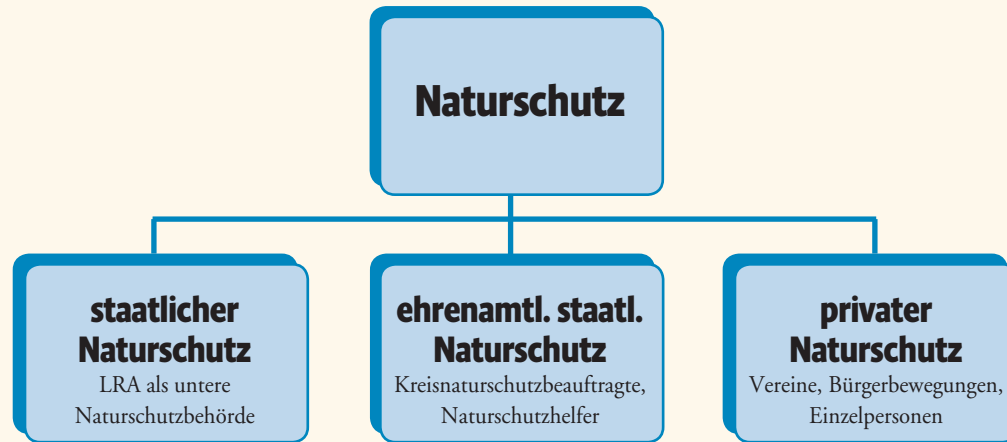 Naturschutz
staatlicher
Naturschutz
LRA als untere
Naturschutzbehörde
ehrenamtl. staatl.
Naturschutz
Kreisnaturschutzbeauftragte,
Naturschutzhelfer
privater
Naturschutz
Vereine, Bürgerbewegungen,
Einzelpersonen